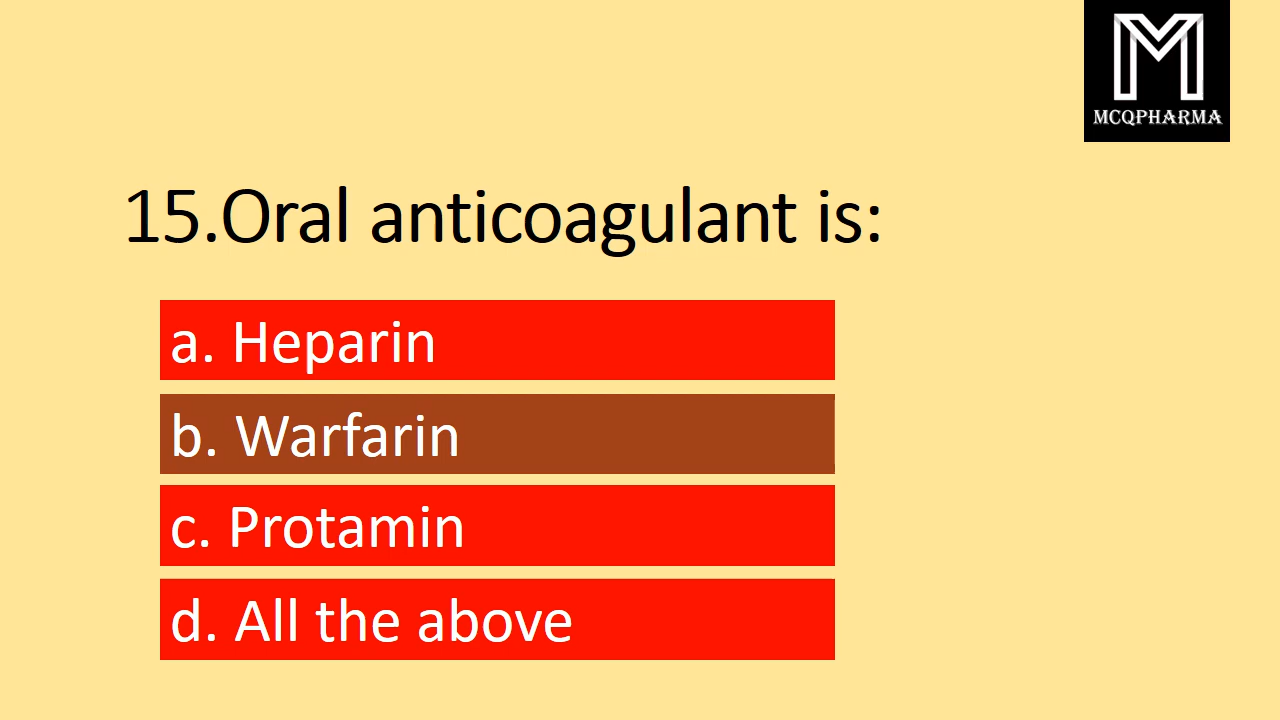 M
MCQPHARMA
15.Oral anticoagulant is:
a. Heparin
b. Warfarin
c. Protamin
d. All the above